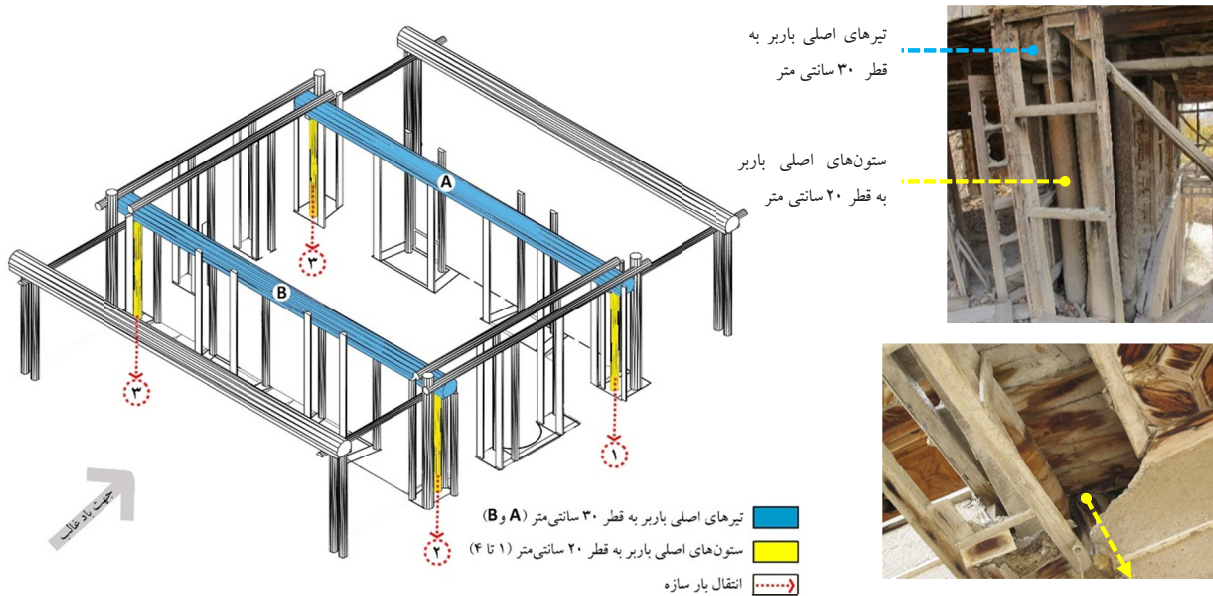 تیرهای اصلی باربر به
قطر ۳۰ سانتی متر
ستون‌های اصلی باربر
به قطر ۲۰ سانتی متر
A
B
۳
۳
۱
۲
جهت باد غالب
تیرهای اصلی باربر به قطر ۳۰ سانتی‌متر (A و B)
ستون‌های اصلی باربر به قطر ۲۰ سانتی‌متر (۱ تا ۴)
انتقال بار سازه